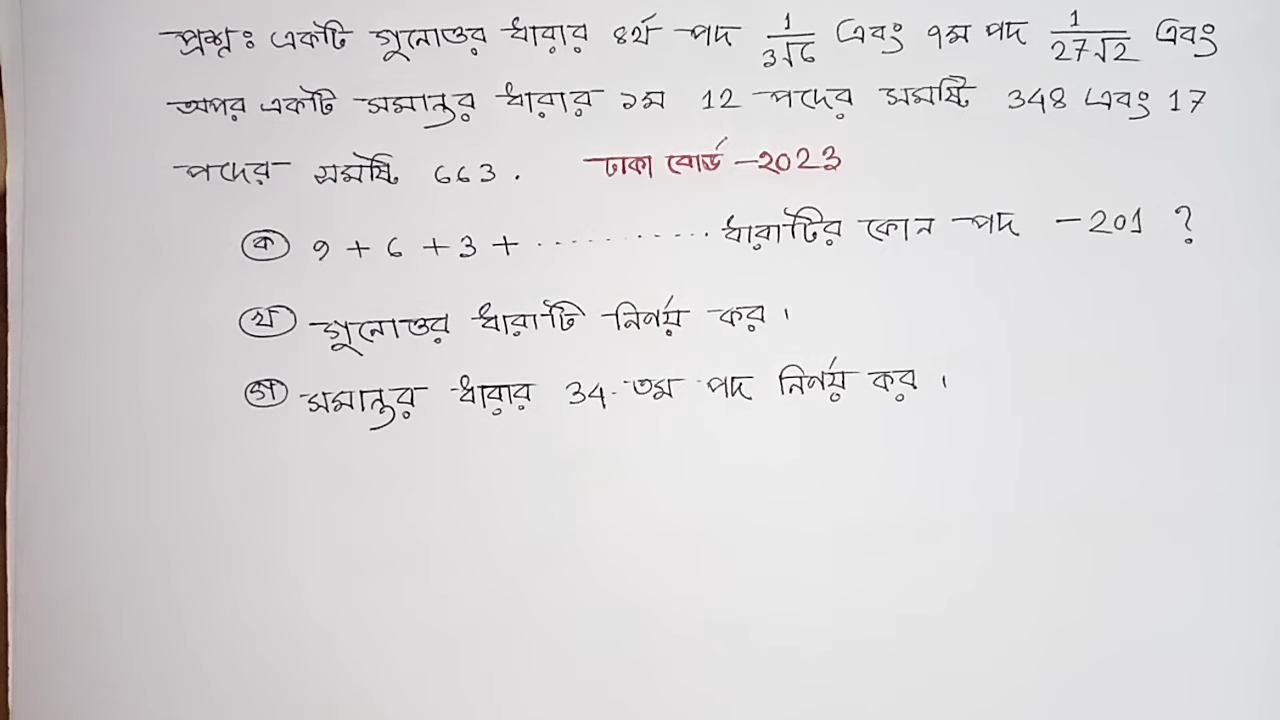 প্রশ্নঃ একটি গুনোত্তর ধারার ৪র্থ পদ 1/3√6 এবং ৭ম পদ 1/27√2 এবং
অপর একটি সমান্তর ধারার ১ম 12 পদের সমষ্টি 348 এবং 17
পদের সমষ্টি 663. ঢাকা বোর্ড -২০23
ক 9 + 6 + 3 + .......... ধারাটির কোন পদ -201 ?
খ গুনোত্তর ধারাটি নির্ণয় কর।
গ সমান্তর ধারার 34 তম পদ নির্ণয় কর।